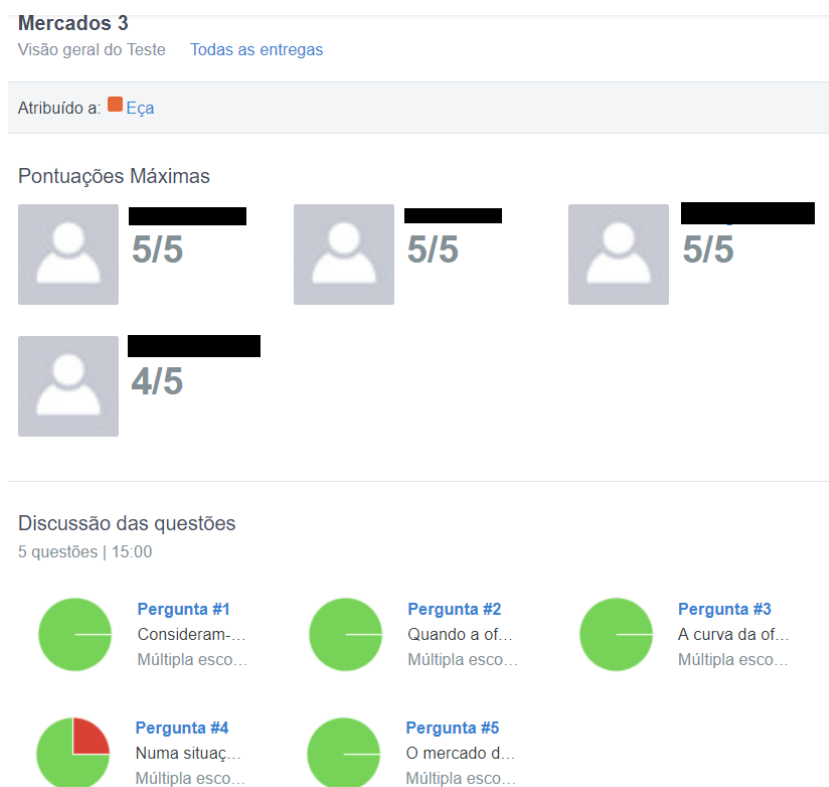 Mercados 3
Visão geral do Teste Todas as entregas
Atribuído a: Eça
Pontuações Máximas
5/5 5/5 5/5
4/5
Discussão das questões
5 questões | 15:00
Pergunta #1 Pergunta #2 Pergunta #3
Consideram-... Quando a of... A curva da of...
Múltipla esco... Múltipla esco... Múltipla esco...
Pergunta #4 Pergunta #5
Numa situaç... O mercado d...
Múltipla esco... Múltipla esco...